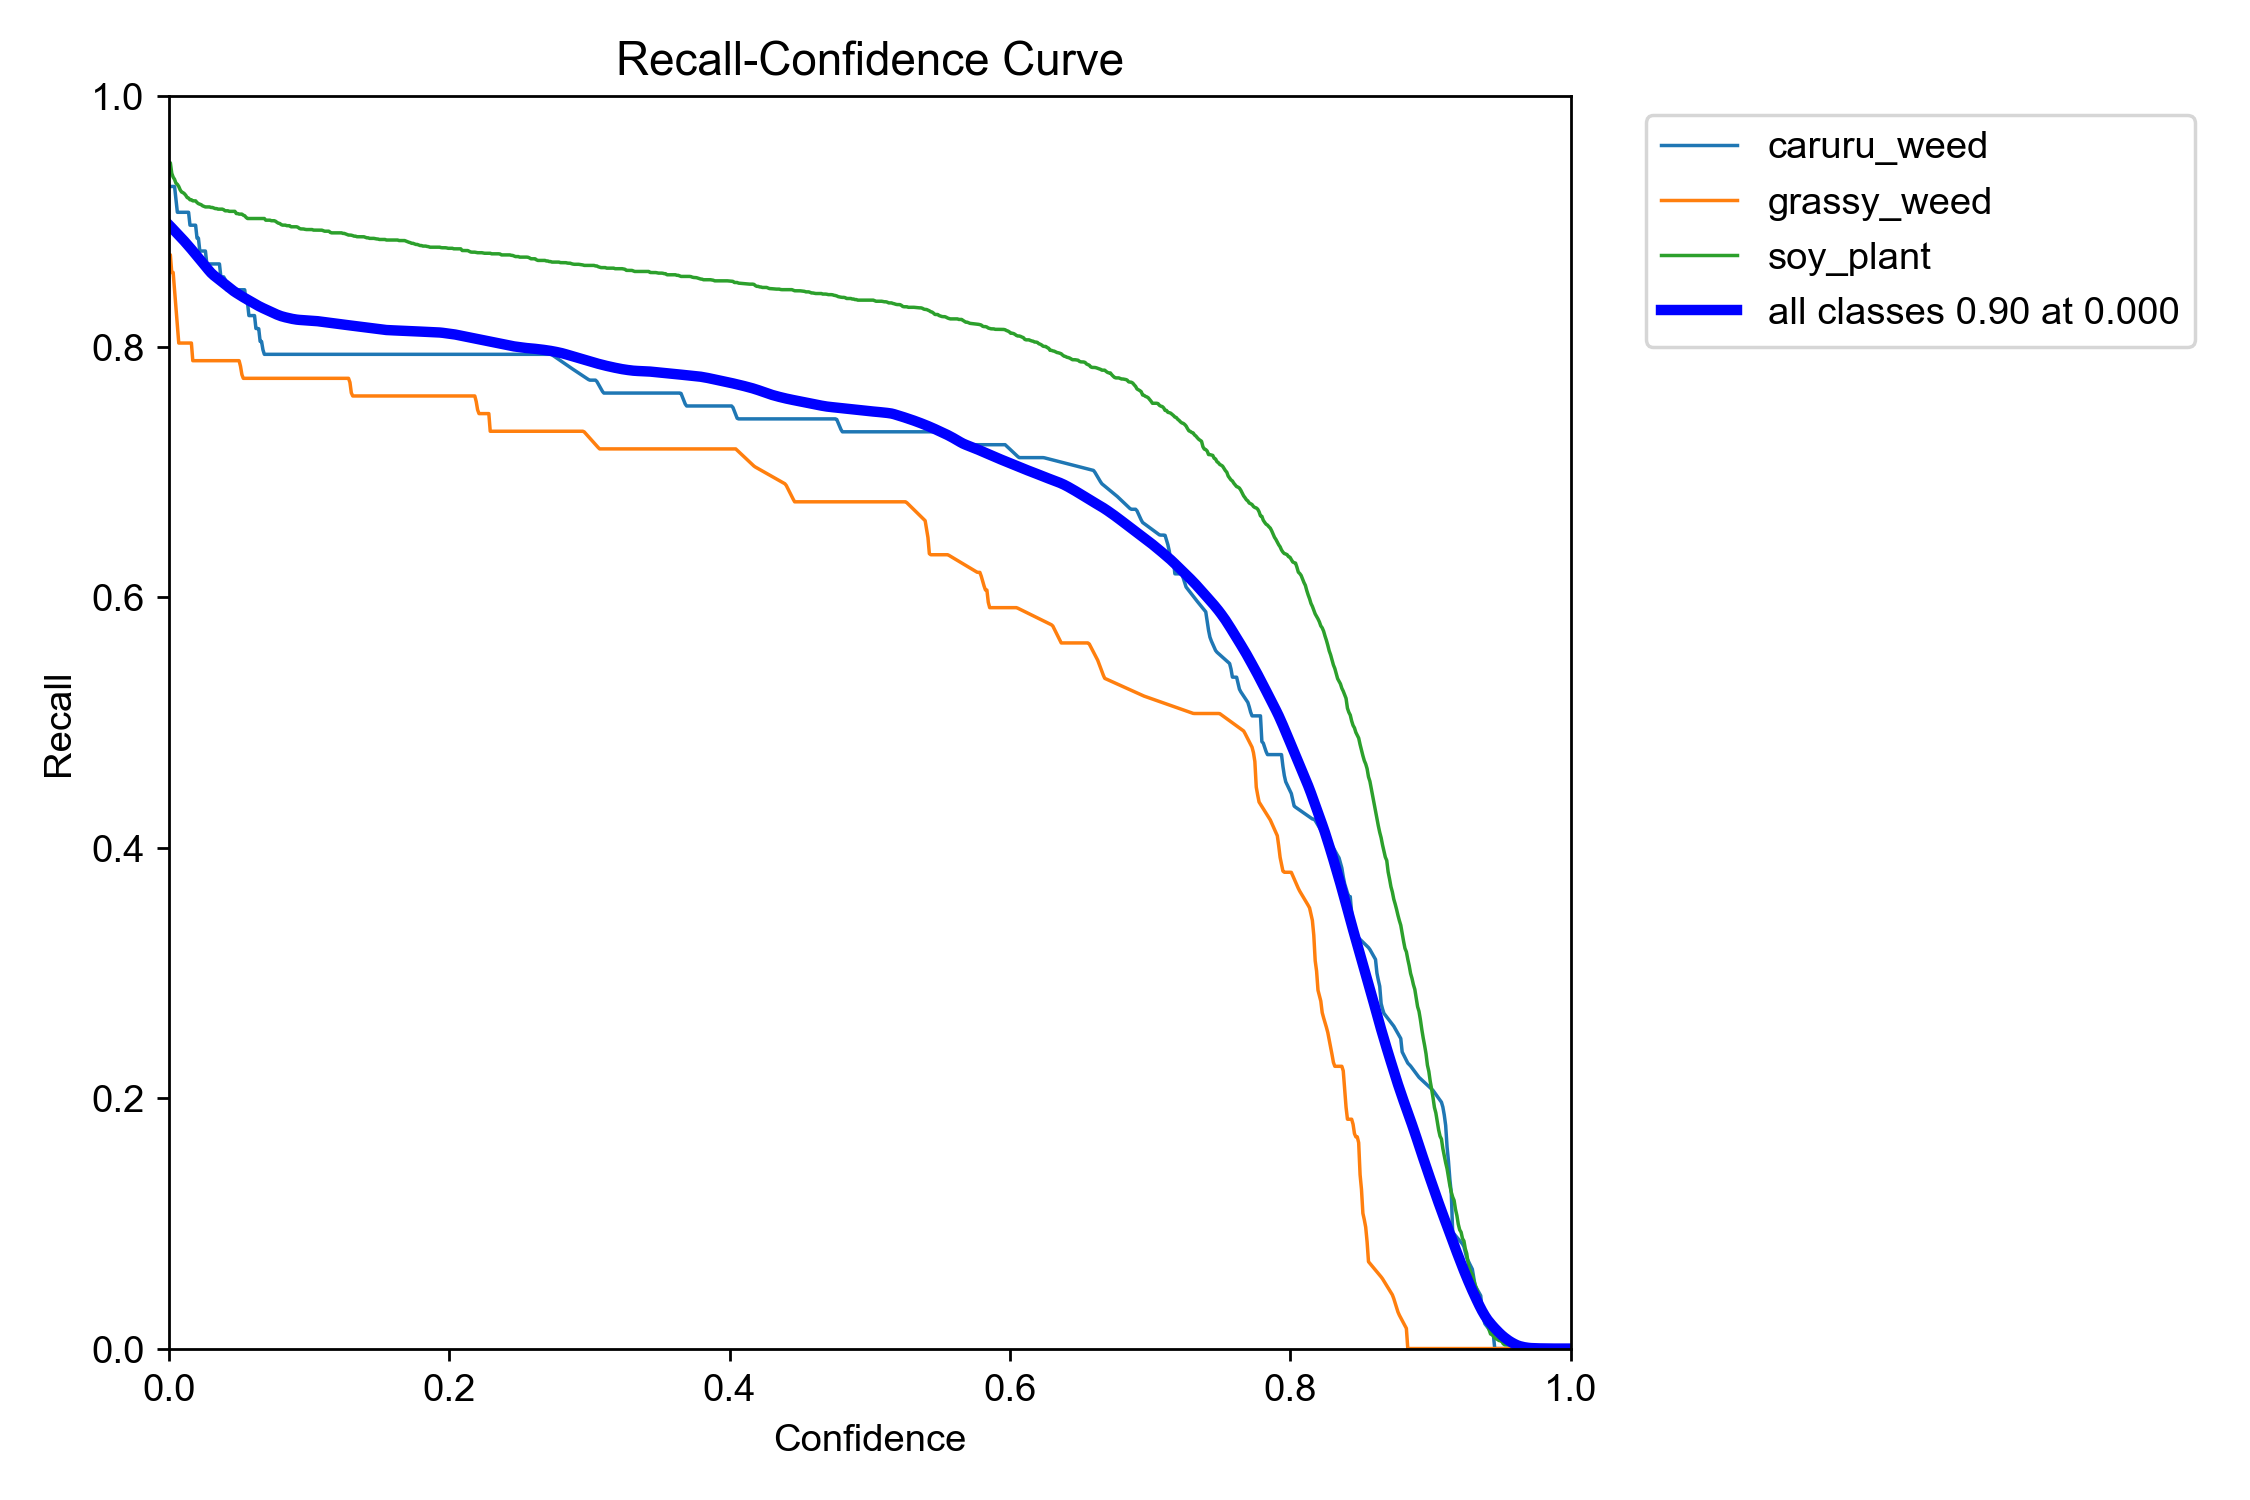 Recall-Confidence Curve
1.0
0.8
0.6
0.4
0.2
0.0
0.0 0.2 0.4 0.6 0.8 1.0
Recall
Confidence
caruru_weed
grassy_weed
soy_plant
all classes 0.90 at 0.000